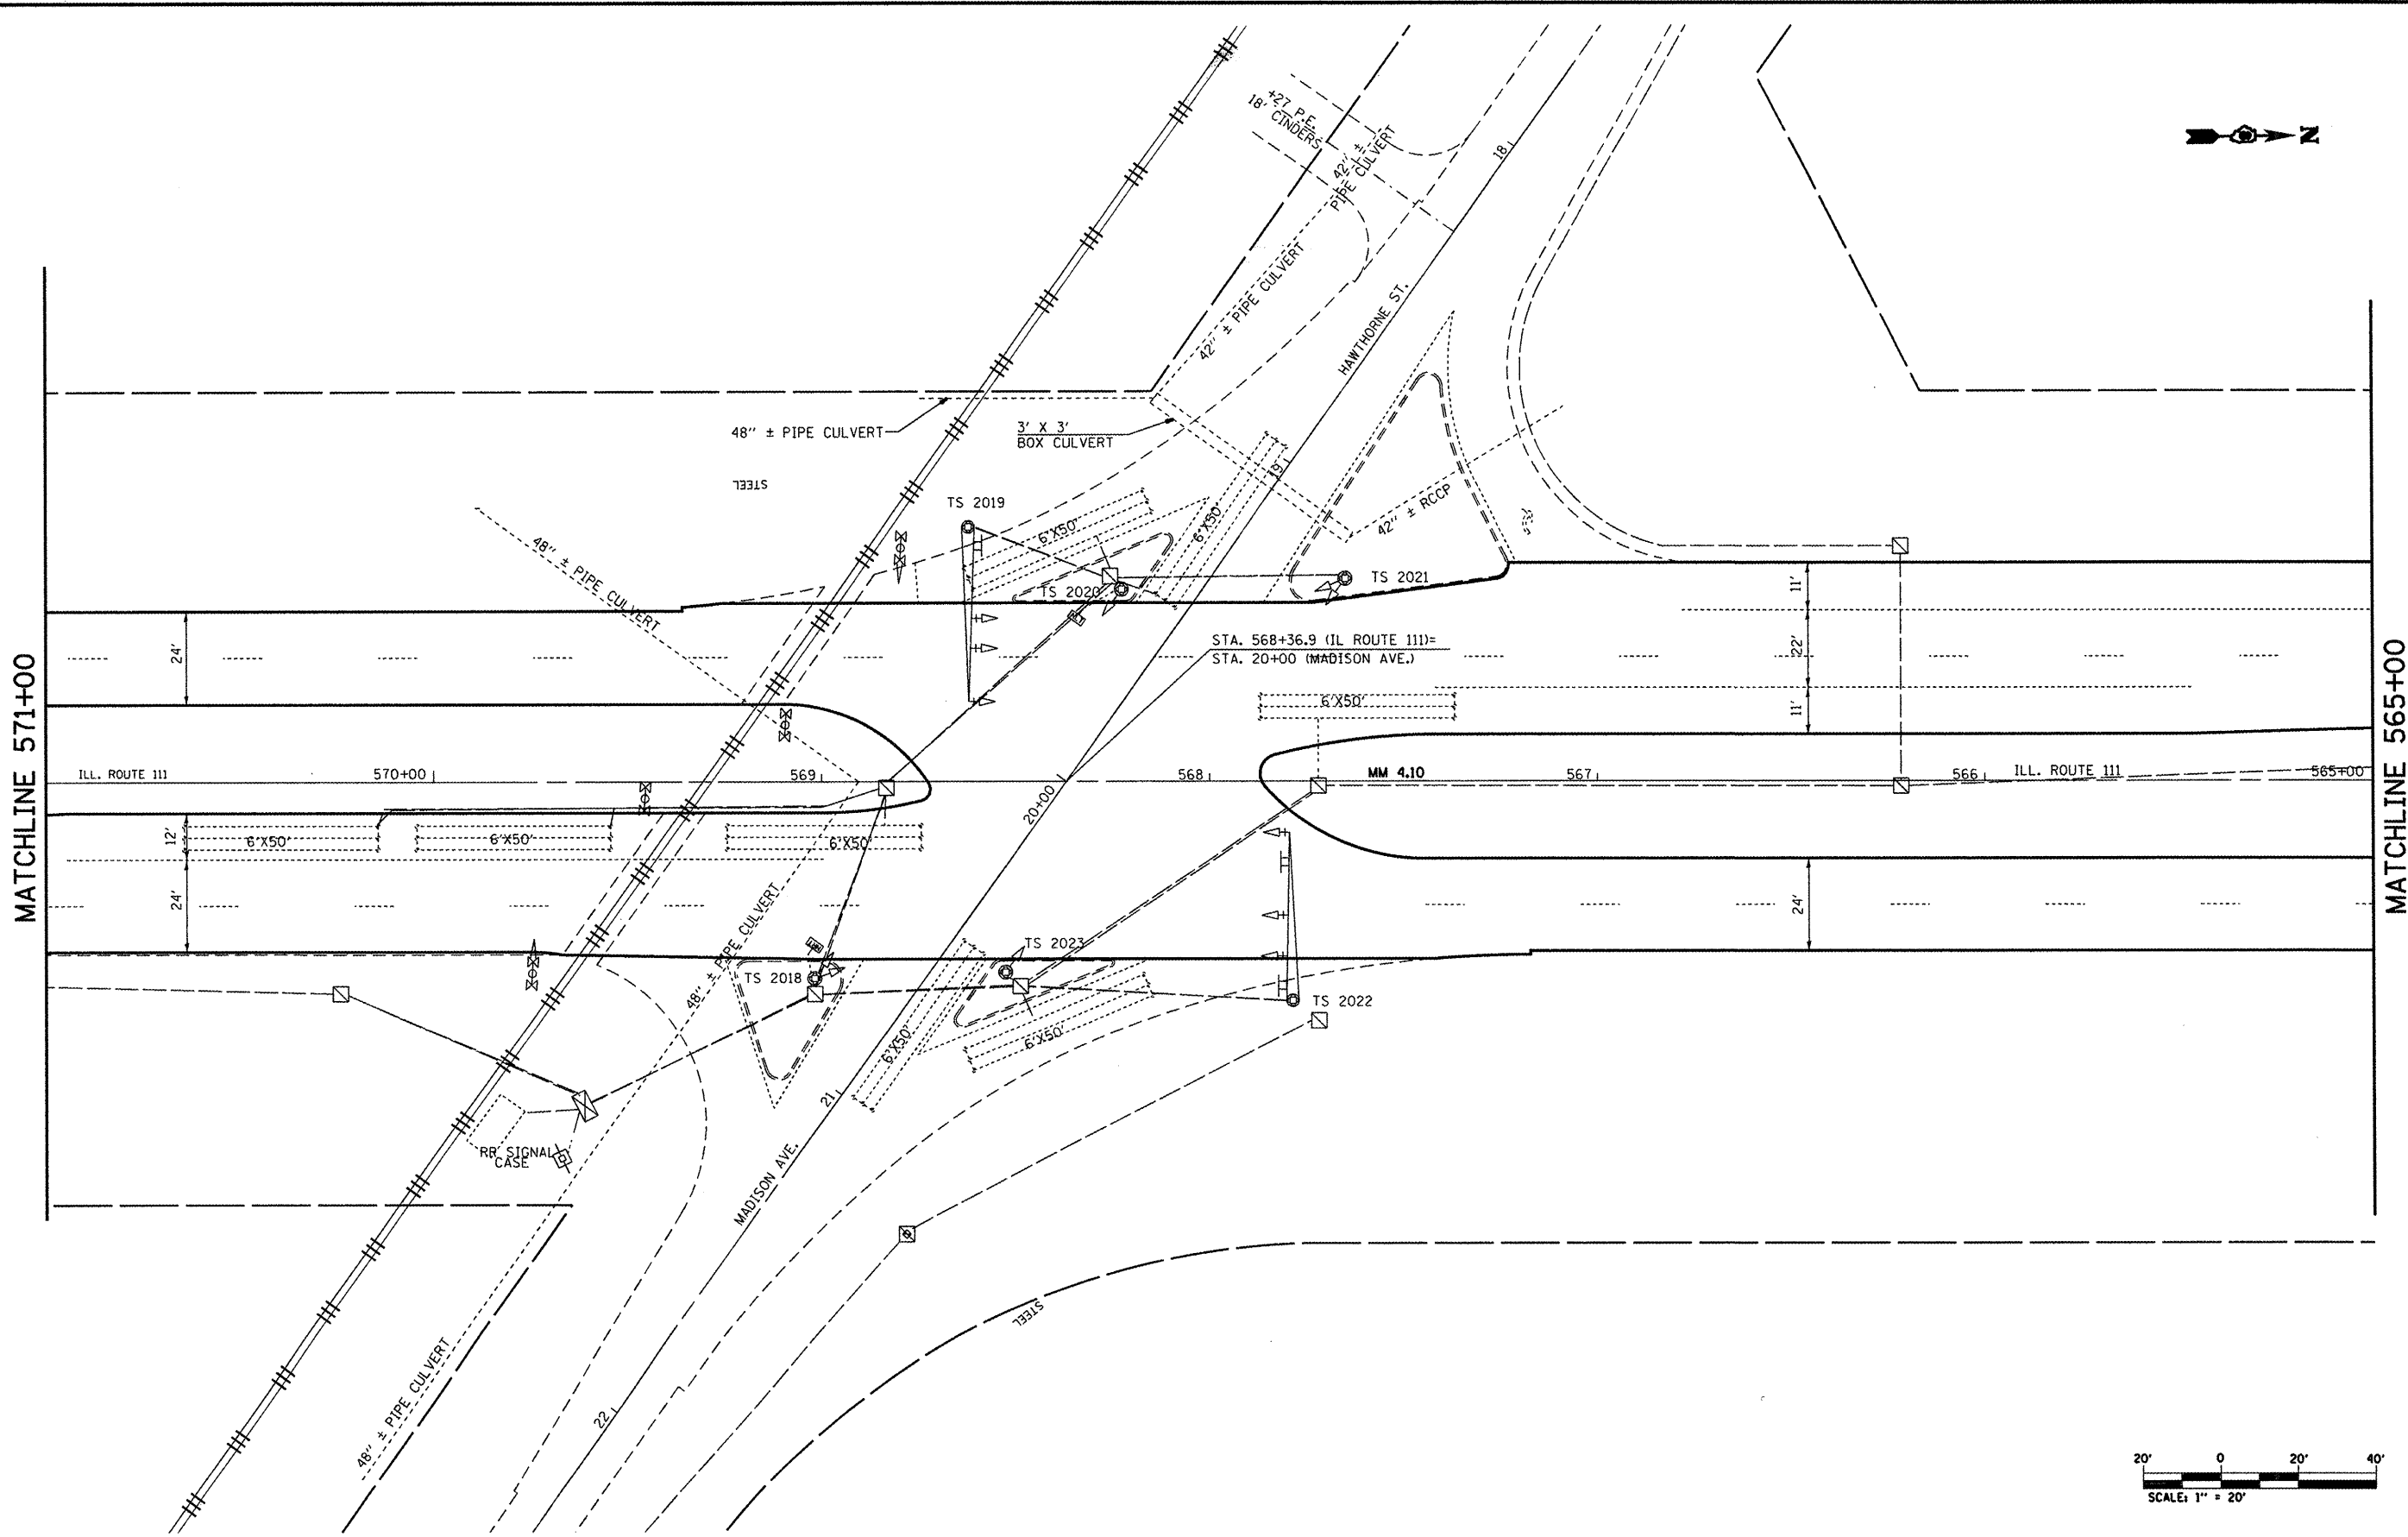 N
+27 P.E.
18' CINDERS
42" ±
PIPE CULVERT
18
42" ± PIPE CULVERT
HAWTHORNE ST.
48" ± PIPE CULVERT
3' X 3'
BOX CULVERT
19
STEEL
TS 2019
6'X50'
6'X50'
42" ± RCCP
48" ± PIPE CULVERT
TS 2020
TS 2021
11'
24'
STA. 568+36.9 (IL ROUTE 111)=
STA. 20+00 (MADISON AVE.)
22'
MATCHLINE 571+00
MATCHLINE 565+00
6'X50'
11'
ILL. ROUTE 111
570+00
569
568
MM 4.10
567
566
ILL. ROUTE 111
565+00
20+00
12'
6'X50'
6'X50'
6'X50'
24'
48" ± PIPE CULVERT
24'
TS 2023
TS 2018
TS 2022
6'X50'
6'X50'
21
RR SIGNAL
CASE
MADISON AVE.
STEEL
48" ± PIPE CULVERT
22
20'
0
20'
40'
SCALE: 1" = 20'